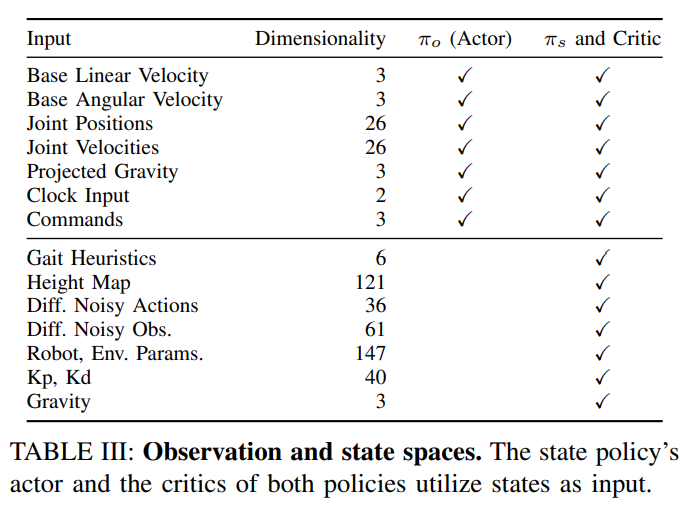 Input Dimensionality π_o (Actor) π_s and Critic
Base Linear Velocity 3 ✓ ✓
Base Angular Velocity 3 ✓ ✓
Joint Positions 26 ✓ ✓
Joint Velocities 26 ✓ ✓
Projected Gravity 3 ✓ ✓
Clock Input 2 ✓ ✓
Commands 3 ✓ ✓
Gait Heuristics 6 ✓
Height Map 121 ✓
Diff. Noisy Actions 36 ✓
Diff. Noisy Obs. 61 ✓
Robot, Env. Params. 147 ✓
Kp, Kd 40 ✓
Gravity 3 ✓
TABLE III: Observation and state spaces. The state policy's
actor and the critics of both policies utilize states as input.